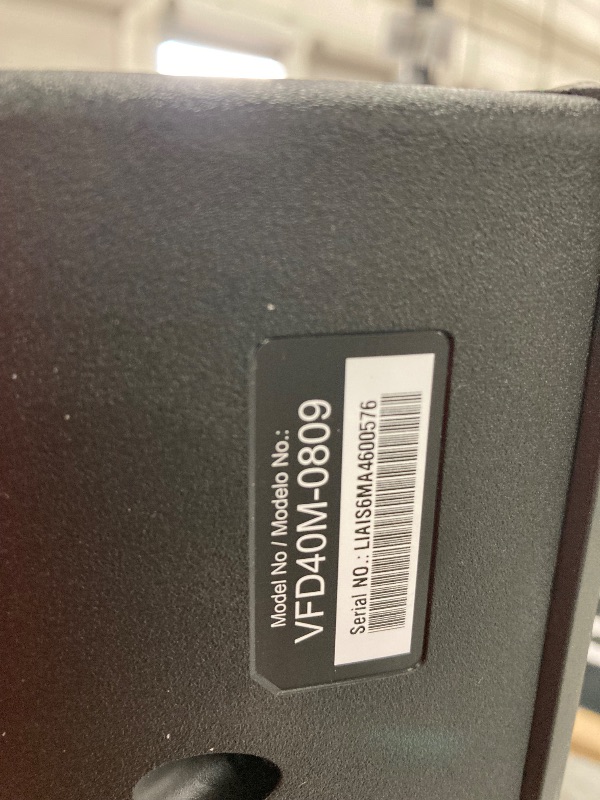 Model No / Modelo No.:
VFD40M-0809
Serial NO.: LIAIS6MA4600576